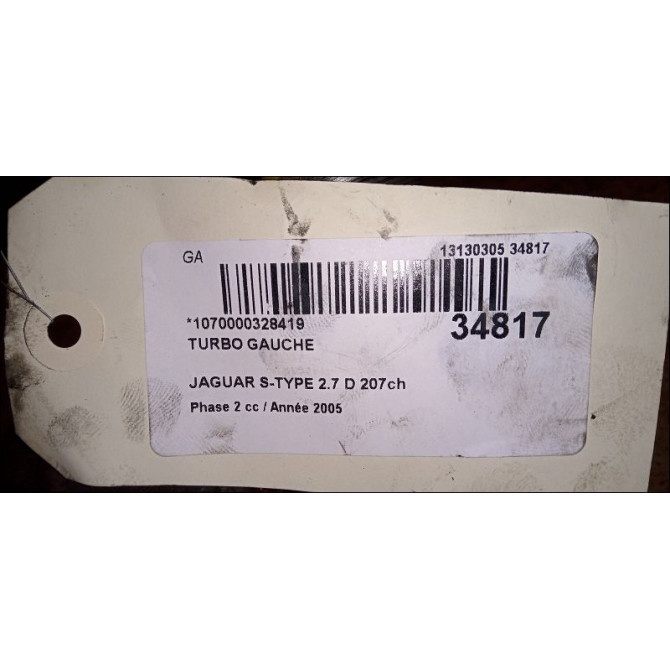 GA 13130305 34817
*1070000328419 34817
TURBO GAUCHE
JAGUAR S-TYPE 2.7 D 207ch
Phase 2 cc / Année 2005